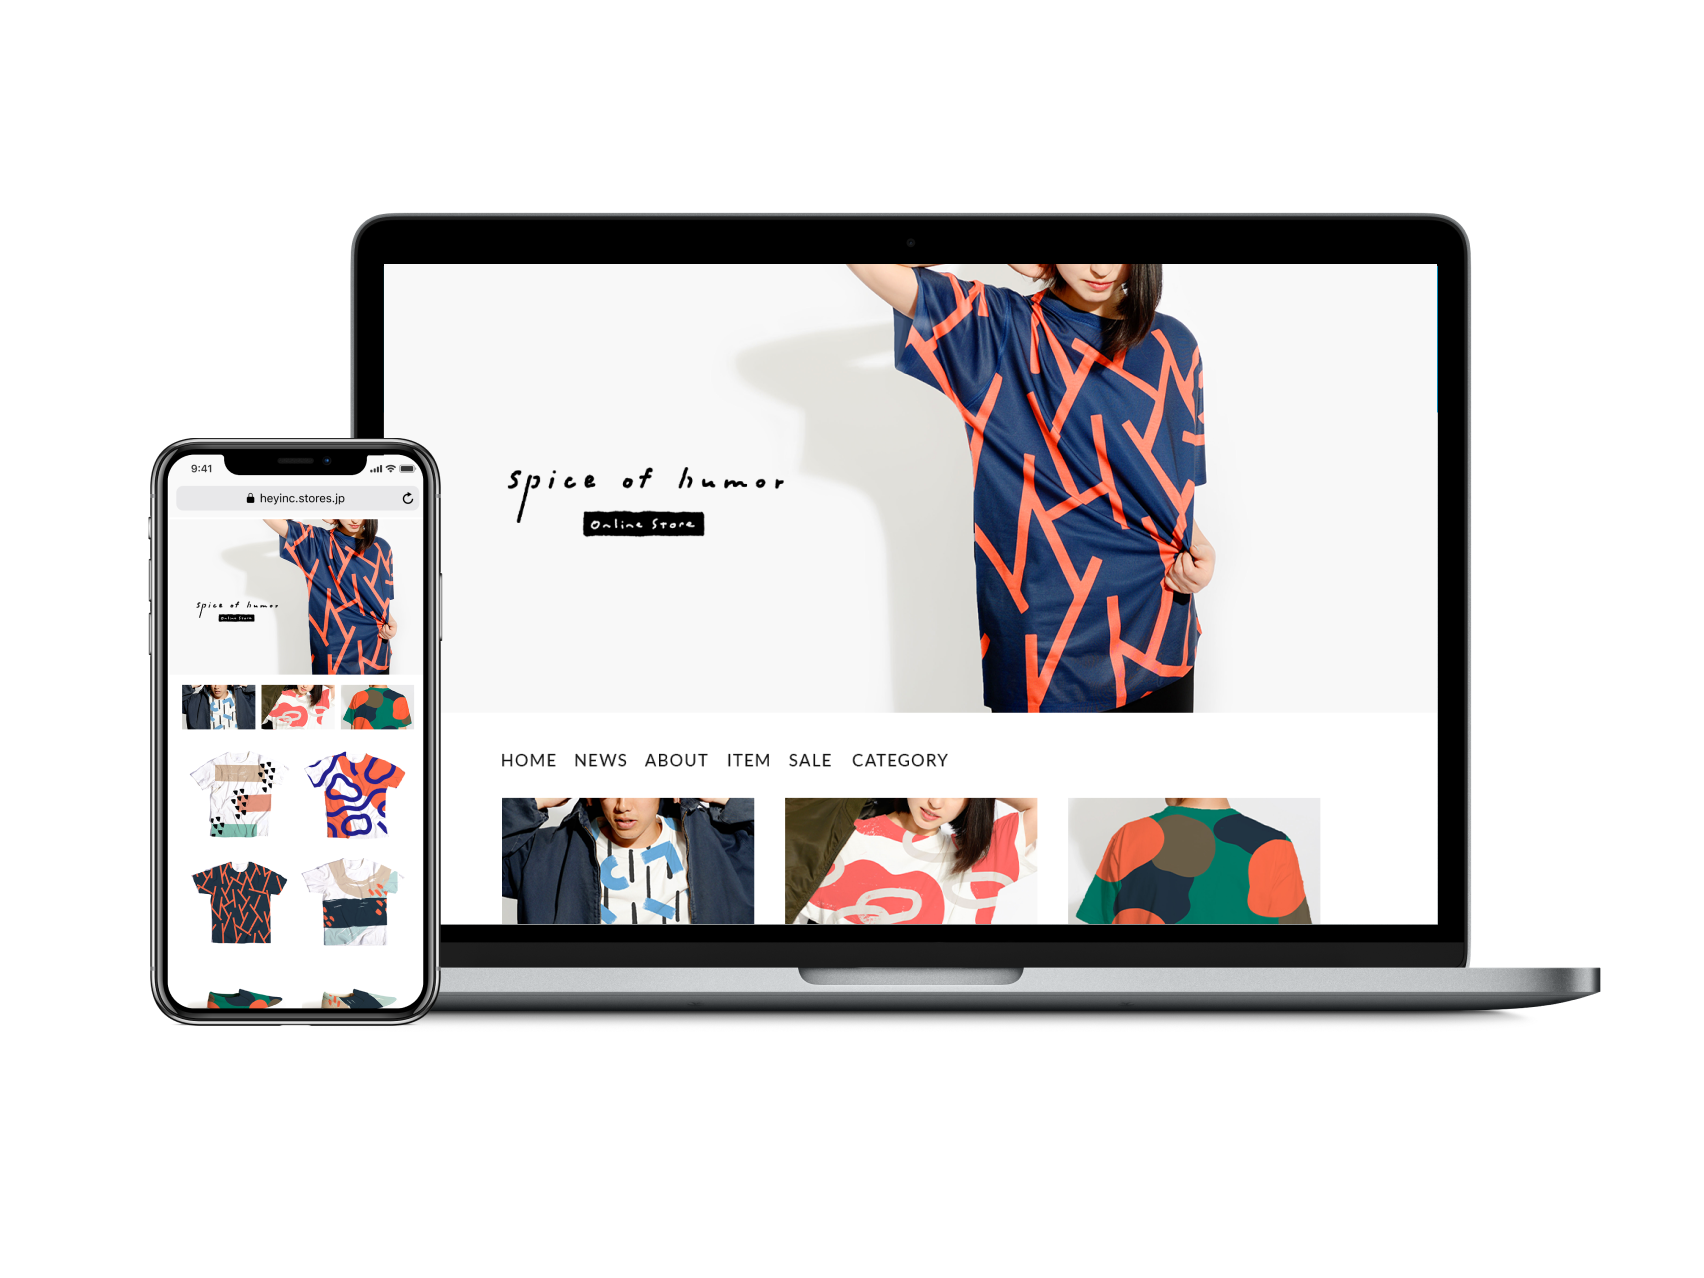 spice of humor
Online Store
HOME NEWS ABOUT ITEM SALE CATEGORY
9:41
heyinc.stores.jp
spice of humor
Online Store